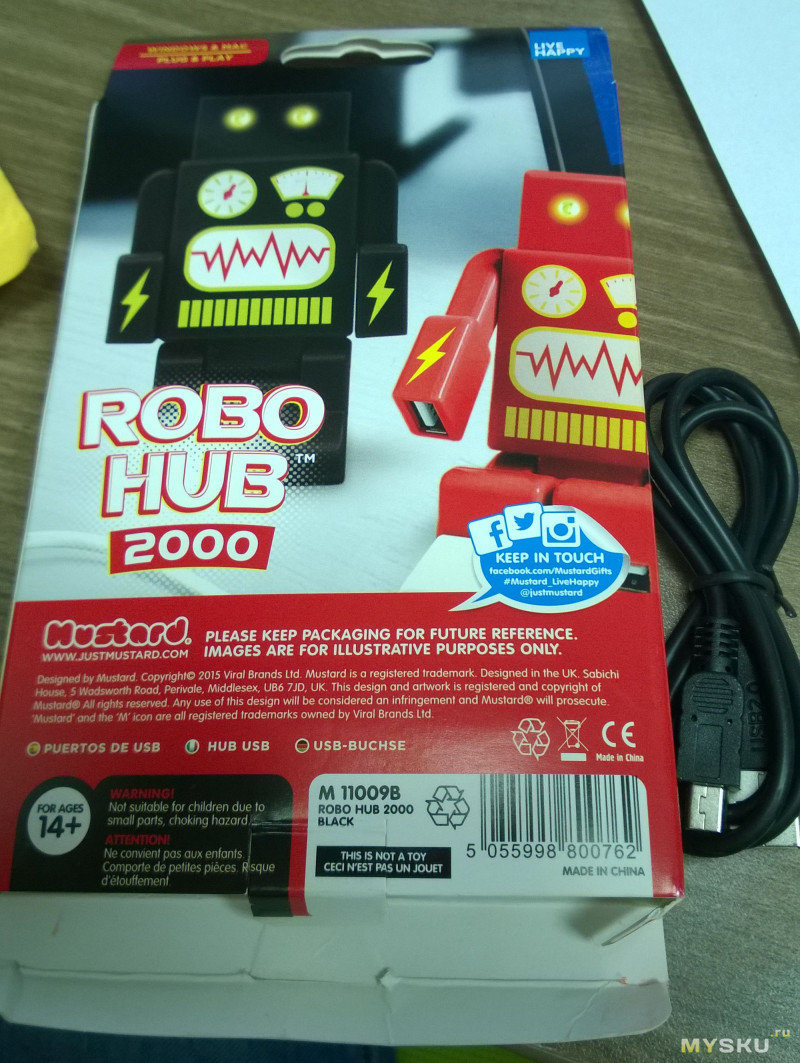 WINDOWS & MAC
PLUG & PLAY
LIVE
HAPPY
ROBO
HUB™
2000
KEEP IN TOUCH
facebook.com/MustardGifts
#Mustard_LiveHappy
@justmustard
Mustard®
WWW.JUSTMUSTARD.COM
PLEASE KEEP PACKAGING FOR FUTURE REFERENCE.
IMAGES ARE FOR ILLUSTRATIVE PURPOSES ONLY.
Designed by Mustard. Copyright© 2015 Viral Brands Ltd. Mustard is a registered trademark. Designed in the UK. Sabichi
House, 5 Wadsworth Road, Perivale, Middlesex, UB6 7JD, UK. This design and artwork is registered and copyright of
Mustard® All rights reserved. Any use of this design will be considered an infringement and Mustard® will prosecute.
'Mustard' and the 'M' icon are all registered trademarks owned by Viral Brands Ltd.
CE
Made in China
PUERTOS DE USB
HUB USB
USB-BUCHSE
FOR AGES
14+
WARNING!
Not suitable for children due to
small parts, choking hazard.
ATTENTION!
Ne convient pas aux enfants.
Comporte de petites pièces. Risque
d'étouffement.
M 11009B
ROBO HUB 2000
BLACK
THIS IS NOT A TOY
CECI N'EST PAS UN JOUET
5 055998 800762
MADE IN CHINA
USB2.0
MYSKU.ru